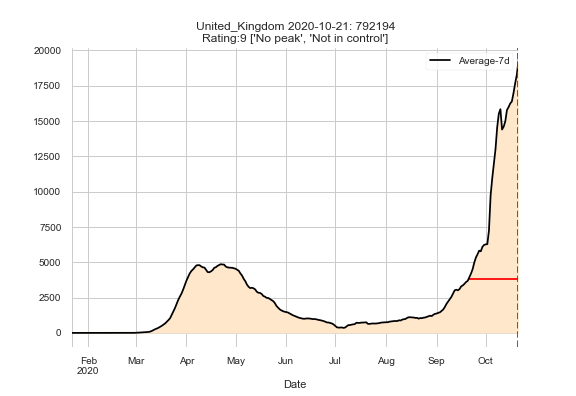 United_Kingdom 2020-10-21: 792194
Rating:9 ['No peak', 'Not in control']
Average-7d
20000
17500
15000
12500
10000
7500
5000
2500
0
Feb Mar Apr May Jun Jul Aug Sep Oct
2020
Date